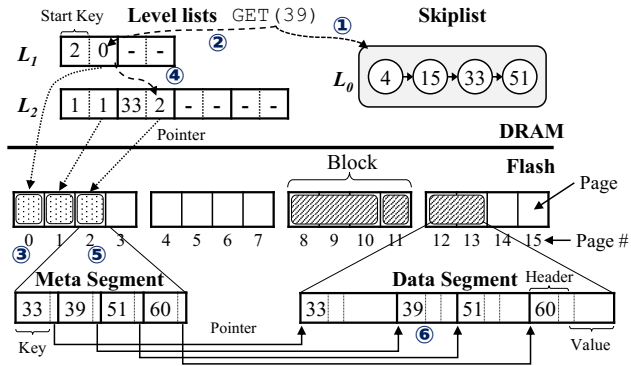 Start Key Level lists GET(39) Skiplist
② ①
L1 2 0 - - ④ L0 4 15 33 51
L2 1 1 33 2 - - - -
Pointer DRAM
Block Flash
Page
0 1 2 3 4 5 6 7 8 9 10 11 12 13 14 15 Page #
③ ⑤
Meta Segment Data Segment Header
33 39 51 60 33 39 51 60
Key Pointer ⑥ Value